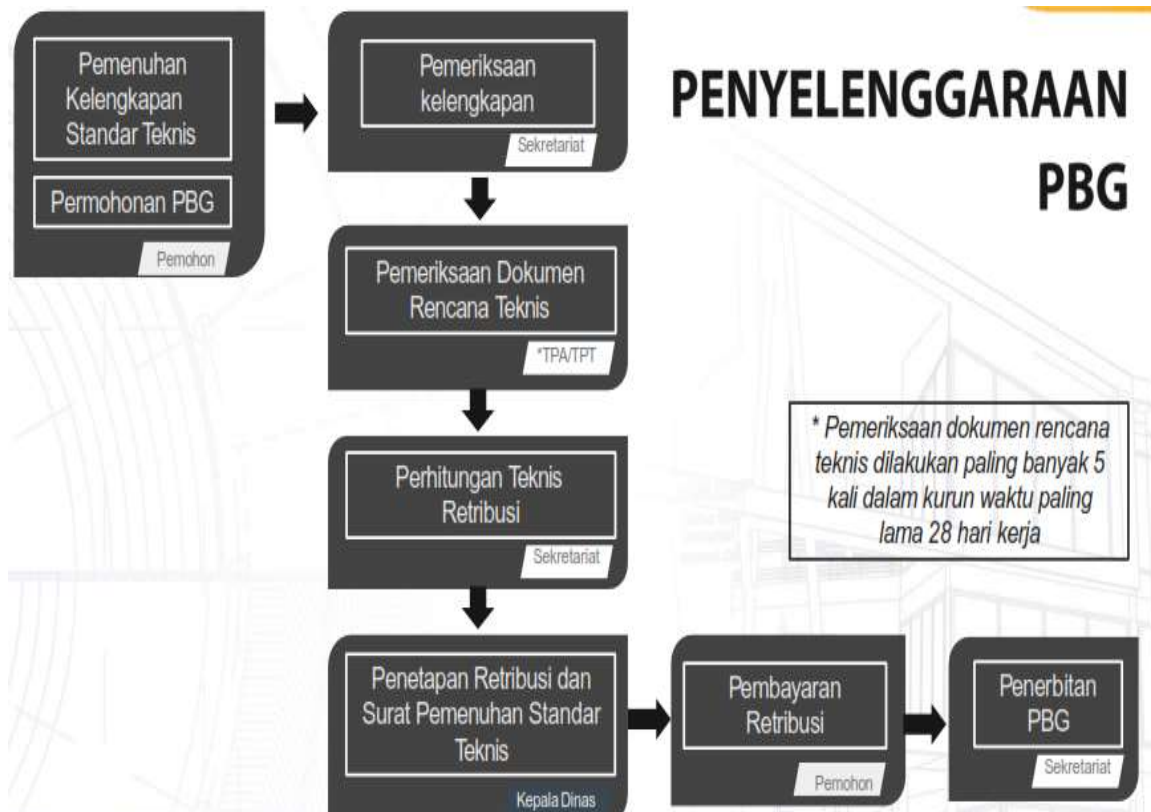 PENYELENGGARAAN
PBG
Pemenuhan
Kelengkapan
Standar Teknis
Permohonan PBG
Pemohon
Pemeriksaan
kelengkapan
Sekretariat
Pemeriksaan Dokumen
Rencana Teknis
*TPA/TPT
Perhitungan Teknis
Retribusi
Sekretariat
* Pemeriksaan dokumen rencana
teknis dilakukan paling banyak 5
kali dalam kurun waktu paling
lama 28 hari kerja
Penetapan Retribusi dan
Surat Pemenuhan Standar
Teknis
Kepala Dinas
Pembayaran
Retribusi
Pemohon
Penerbitan
PBG
Sekretariat